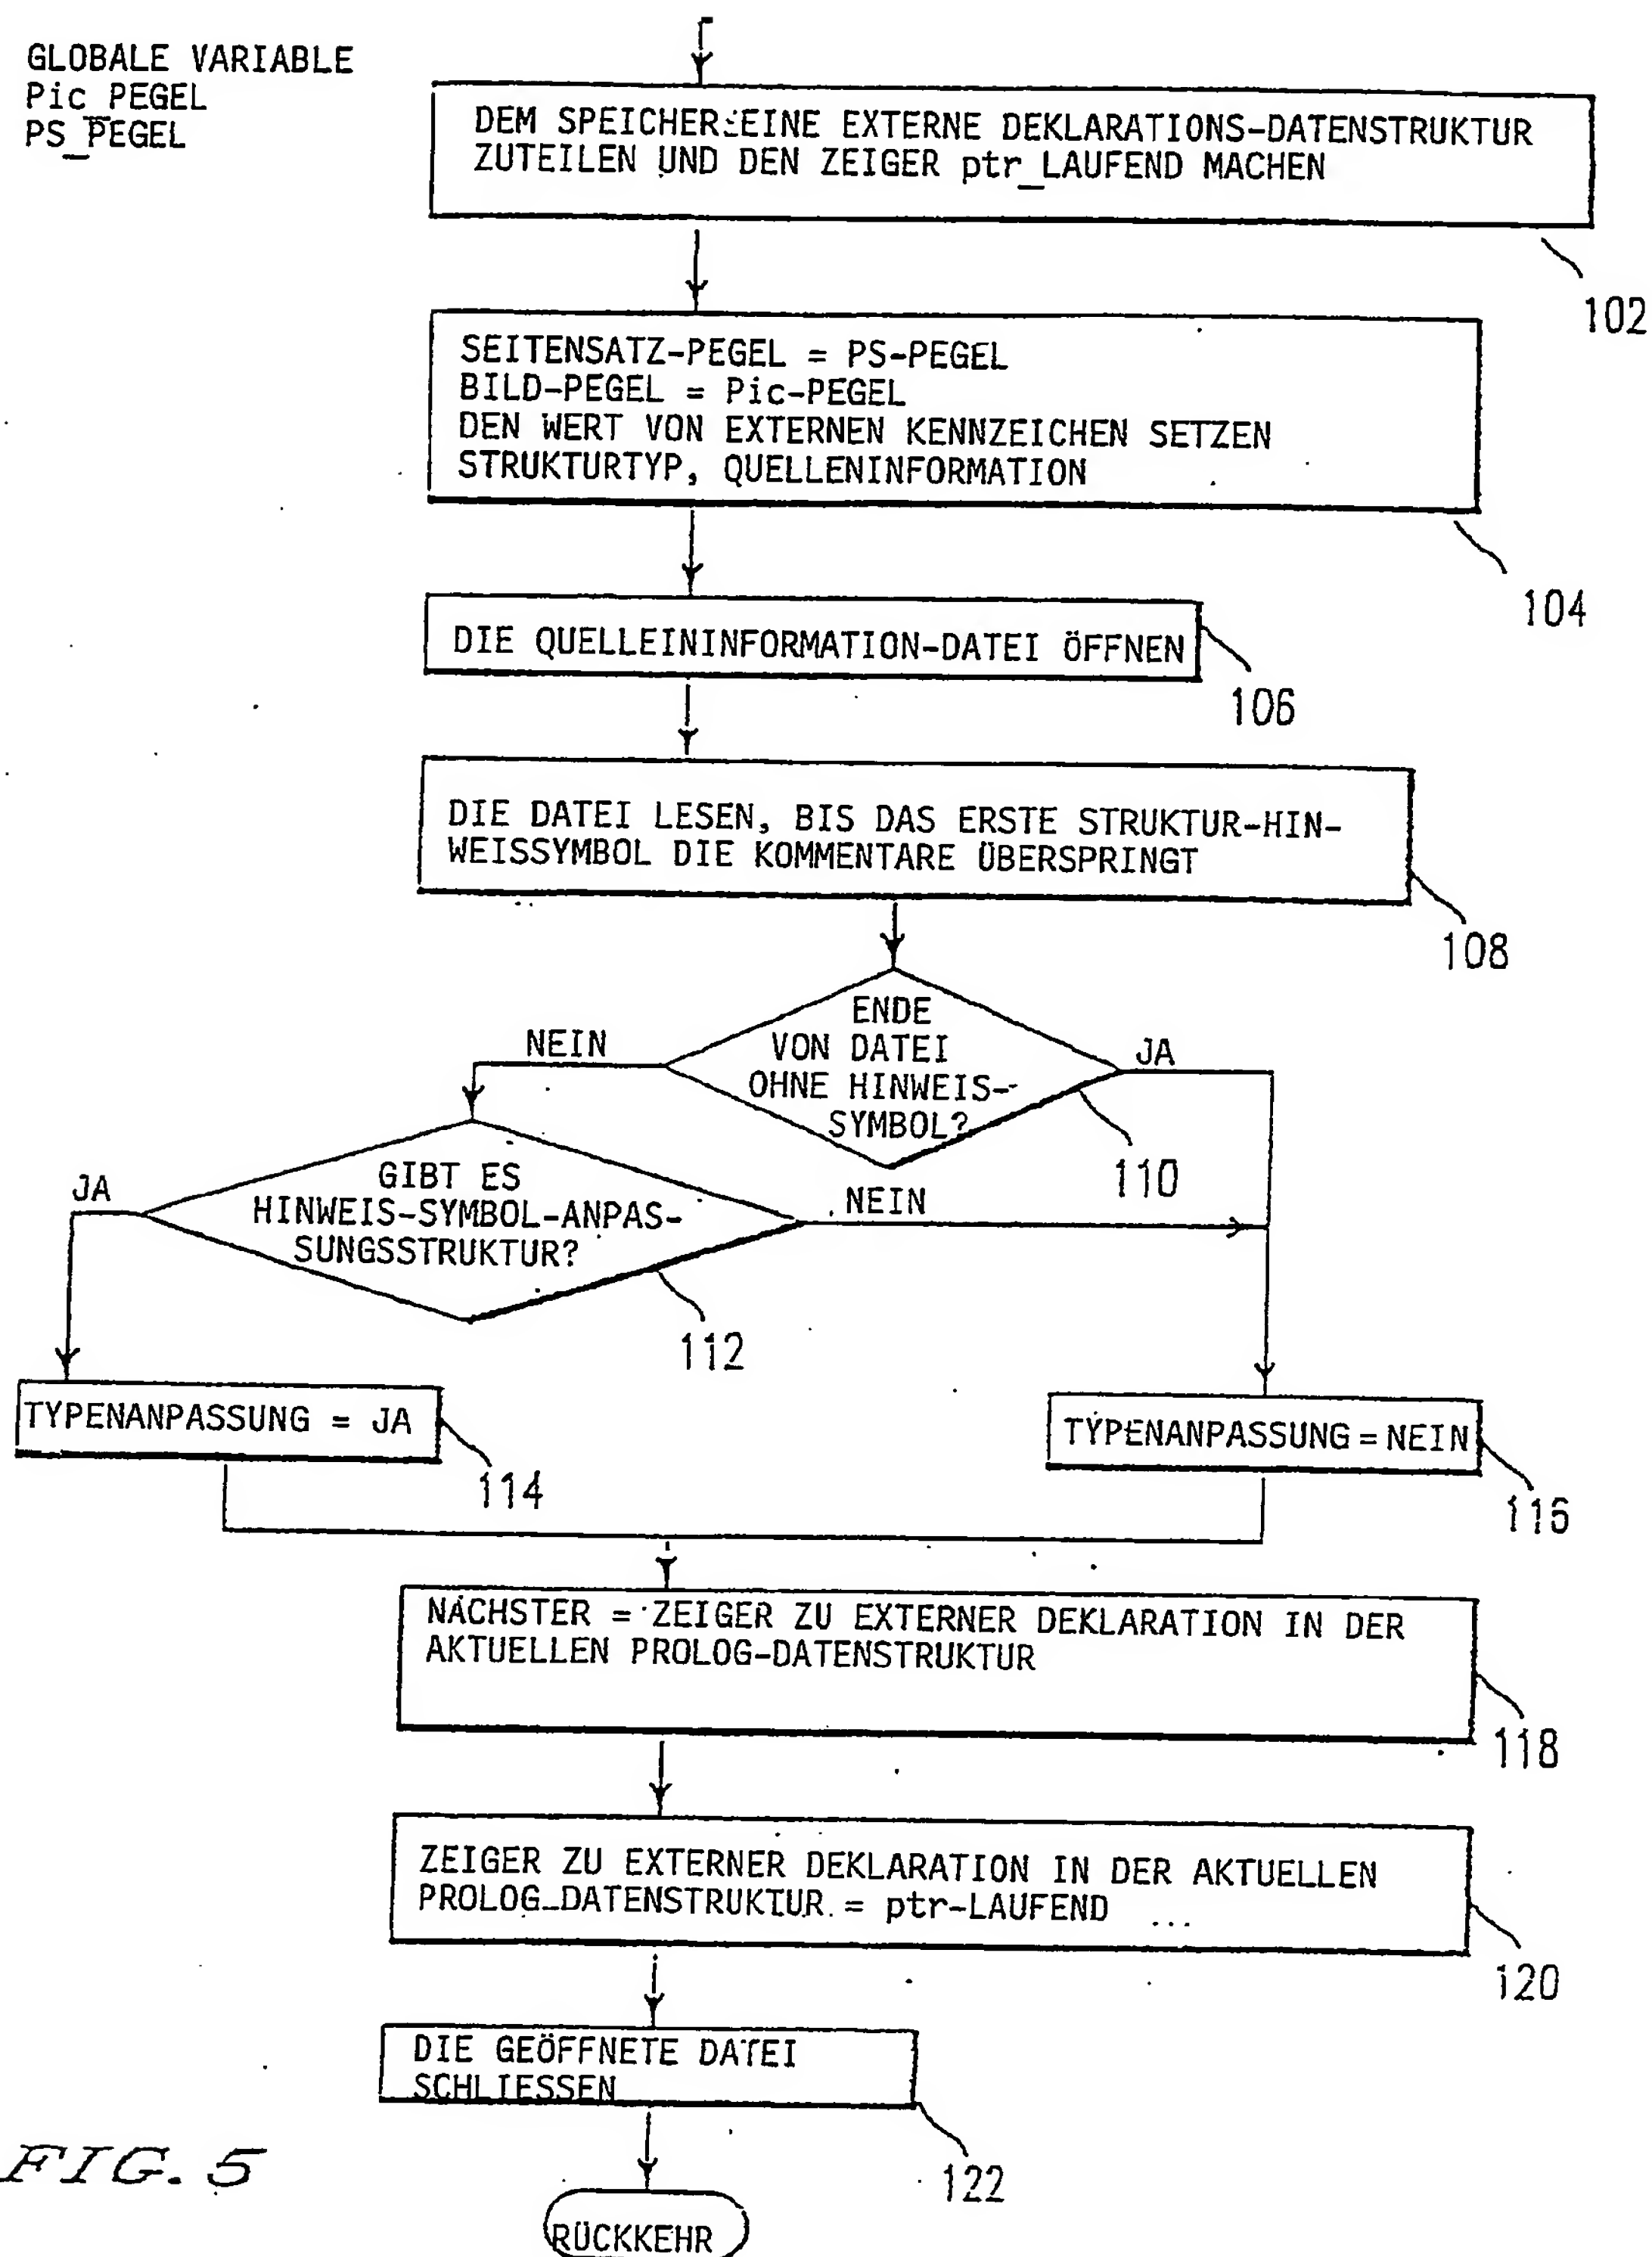 GLOBALE VARIABLE
Pic PEGEL
PS_PEGEL
DEM SPEICHER EINE EXTERNE DEKLARATIONS-DATENSTRUKTUR
ZUTEILEN UND DEN ZEIGER ptr_LAUFEND MACHEN
102
SEITENSATZ-PEGEL = PS-PEGEL
BILD-PEGEL = Pic-PEGEL
DEN WERT VON EXTERNEN KENNZEICHEN SETZEN
STRUKTURTYP, QUELLENINFORMATION
104
DIE QUELLEININFORMATION-DATEI ÖFFNEN
106
DIE DATEI LESEN, BIS DAS ERSTE STRUKTUR-HIN-
WEISSYMBOL DIE KOMMENTARE ÜBERSPRINGT
108
ENDE
VON DATEI
OHNE HINWEIS-
SYMBOL?
NEIN
JA
110
GIBT ES
HINWEIS-SYMBOL-ANPAS-
SUNGSSTRUKTUR?
JA
NEIN
112
TYPENANPASSUNG = JA
114
TYPENANPASSUNG = NEIN
116
NÄCHSTER = ZEIGER ZU EXTERNER DEKLARATION IN DER
AKTUELLEN PROLOG-DATENSTRUKTUR
118
ZEIGER ZU EXTERNER DEKLARATION IN DER AKTUELLEN
PROLOG-DATENSTRUKTUR = ptr-LAUFEND
120
DIE GEÖFFNETE DATEI
SCHLIESSEN
122
RÜCKKEHR
FIG. 5